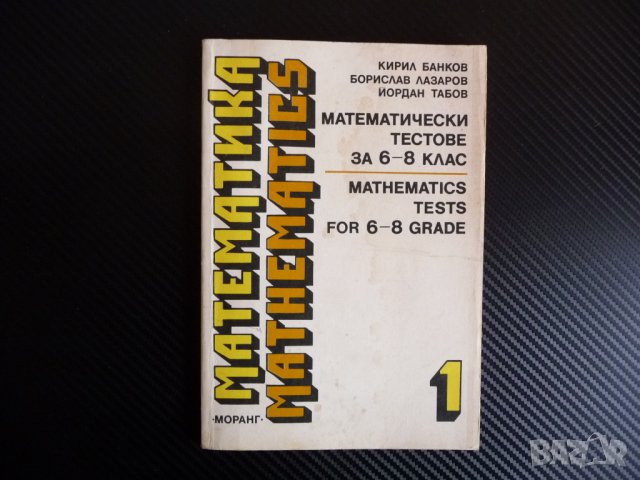 КИРИЛ БАНКОВ
БОРИСЛАВ ЛАЗАРОВ
ЙОРДАН ТАБОВ
МАТЕМАТИЧЕСКИ
ТЕСТОВЕ
ЗА 6-8 КЛАС
MATHEMATICS
TESTS
FOR 6-8 GRADE
МАТЕМАТИКА
MATHEMATICS
1
·МОРАНГ·
BAZAR